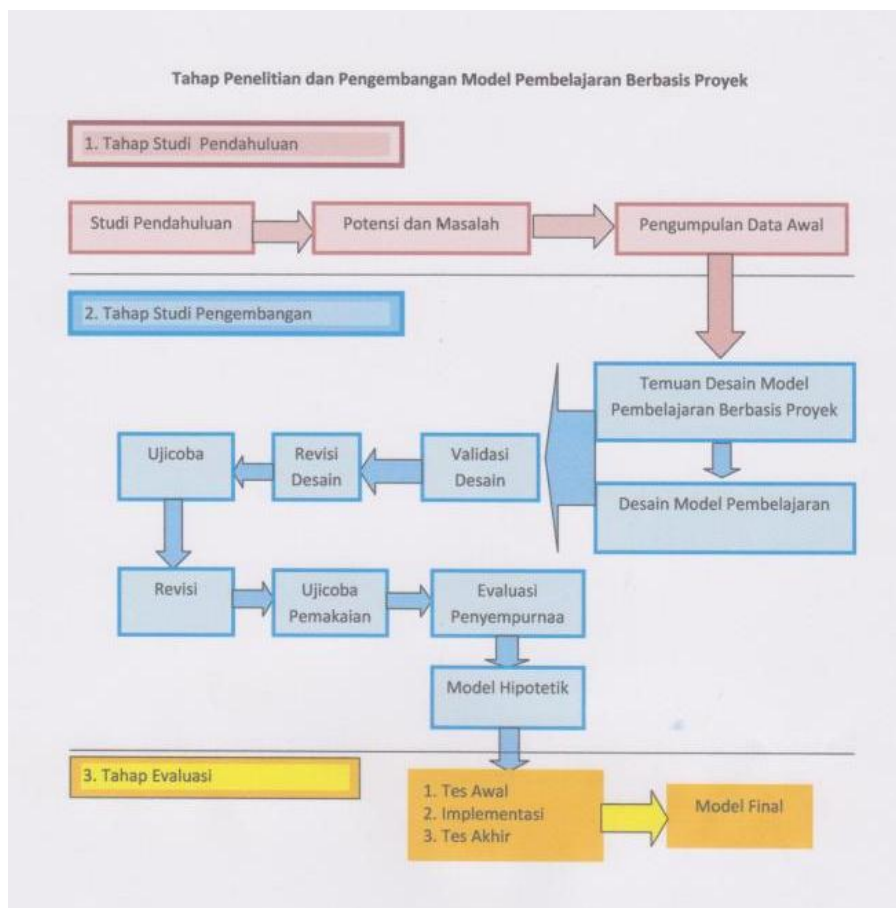 Tahap Penelitian dan Pengembangan Model Pembelajaran Berbasis Proyek
1. Tahap Studi Pendahuluan
Studi Pendahuluan
Potensi dan Masalah
Pengumpulan Data Awal
2. Tahap Studi Pengembangan
Temuan Desain Model
Pembelajaran Berbasis Proyek
Desain Model Pembelajaran
Validasi
Desain
Revisi
Desain
Ujicoba
Revisi
Ujicoba
Pemakaian
Evaluasi
Penyempurnaa
Model Hipotetik
3. Tahap Evaluasi
1. Tes Awal
2. Implementasi
3. Tes Akhir
Model Final